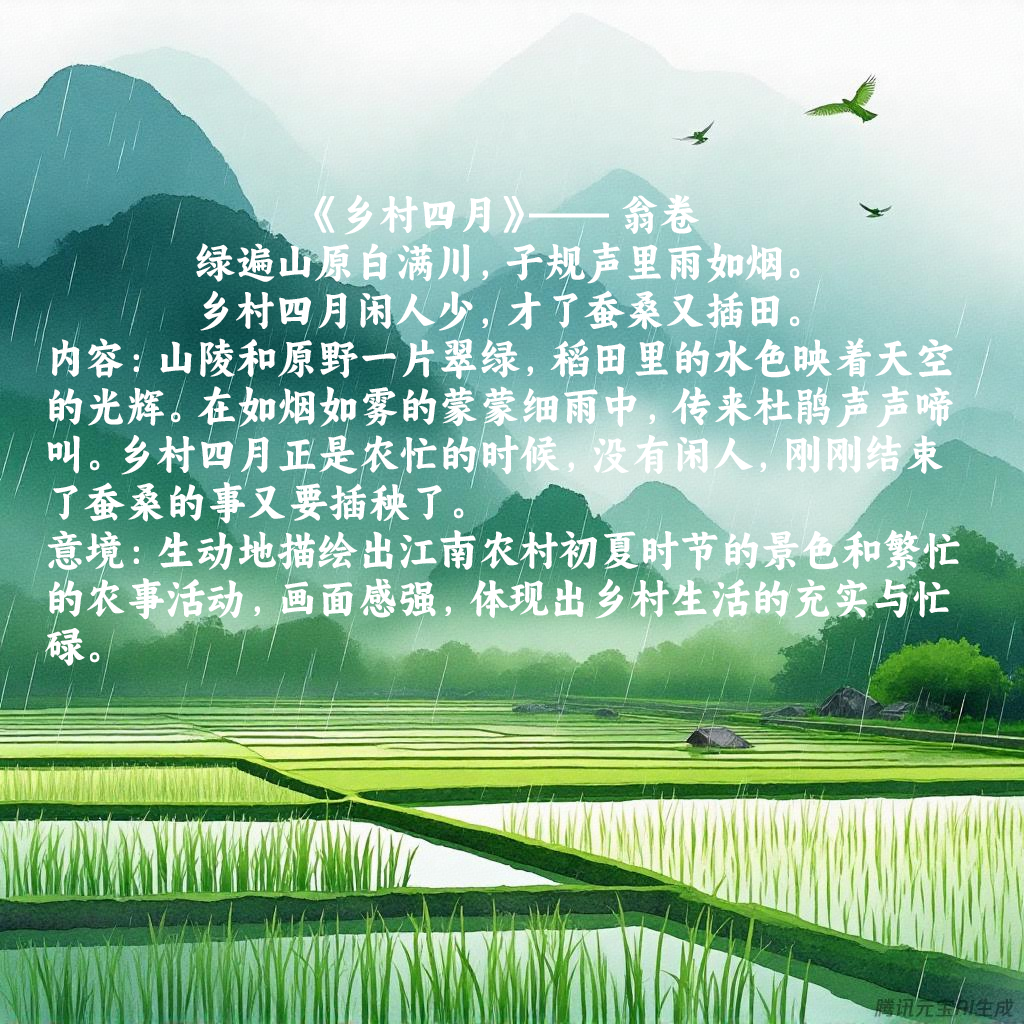 《乡村四月》—— 翁卷
绿遍山原白满川，子规声里雨如烟。
乡村四月闲人少，才了蚕桑又插田。
内容：山陵和原野一片翠绿，稻田里的水色映着天空
的光辉。在如烟如雾的蒙蒙细雨中，传来杜鹃声声啼
叫。乡村四月正是农忙的时候，没有闲人，刚刚结束
了蚕桑的事又要插秧了。
意境：生动地描绘出江南农村初夏时节的景色和繁忙
的农事活动，画面感强，体现出乡村生活的充实与忙
碌。
腾讯元宝AI生成